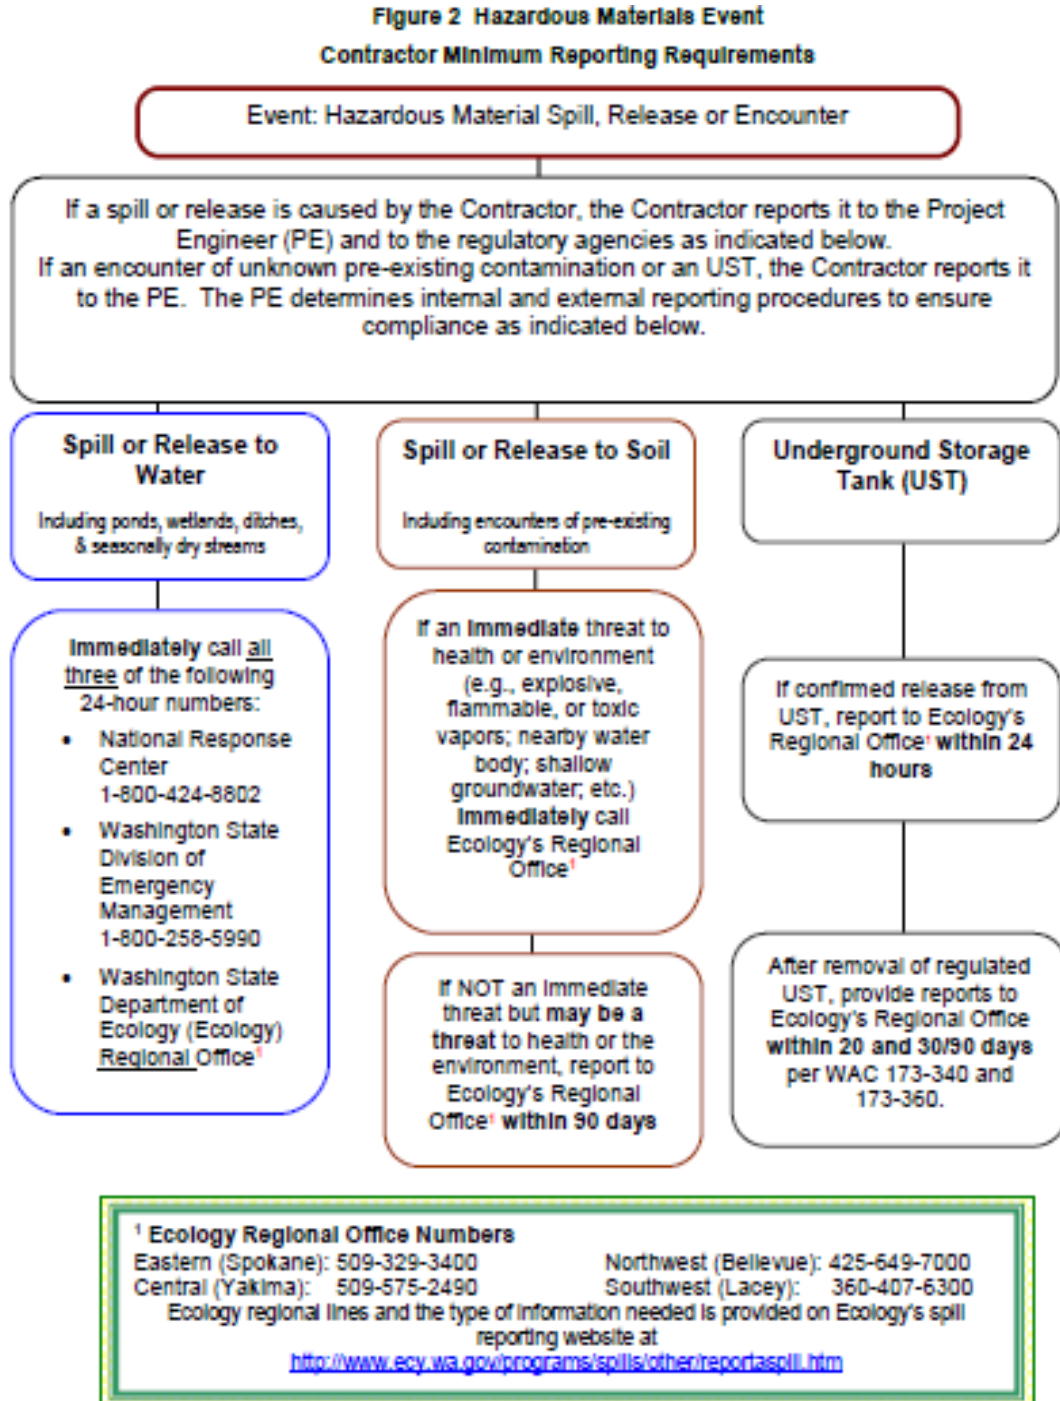 Figure 2 Hazardous Materials Event
Contractor Minimum Reporting Requirements
Event: Hazardous Material Spill, Release or Encounter
If a spill or release is caused by the Contractor, the Contractor reports it to the Project
Engineer (PE) and to the regulatory agencies as indicated below.
If an encounter of unknown pre-existing contamination or an UST, the Contractor reports it
to the PE. The PE determines internal and external reporting procedures to ensure
compliance as indicated below.
Spill or Release to
Water
Including ponds, wetlands, ditches,
& seasonally dry streams
Immediately call all
three of the following
24-hour numbers:
• National Response
Center
1-800-424-8802
• Washington State
Division of
Emergency
Management
1-800-258-5990
• Washington State
Department of
Ecology (Ecology)
Regional Office¹
Spill or Release to Soil
Including encounters of pre-existing
contamination
If an immediate threat to
health or environment
(e.g., explosive,
flammable, or toxic
vapors; nearby water
body; shallow
groundwater; etc.)
immediately call
Ecology's Regional
Office¹
If NOT an immediate
threat but may be a
threat to health or the
environment, report to
Ecology's Regional
Office¹ within 90 days
Underground Storage
Tank (UST)
If confirmed release from
UST, report to Ecology's
Regional Office¹ within 24
hours
After removal of regulated
UST, provide reports to
Ecology's Regional Office
within 20 and 30/90 days
per WAC 173-340 and
173-360.
¹ Ecology Regional Office Numbers
Eastern (Spokane): 509-329-3400 Northwest (Bellevue): 425-649-7000
Central (Yakima): 509-575-2490 Southwest (Lacey): 360-407-6300
Ecology regional lines and the type of information needed is provided on Ecology's spill
reporting website at
http://www.ecy.wa.gov/programs/spills/other/reportaspill.htm